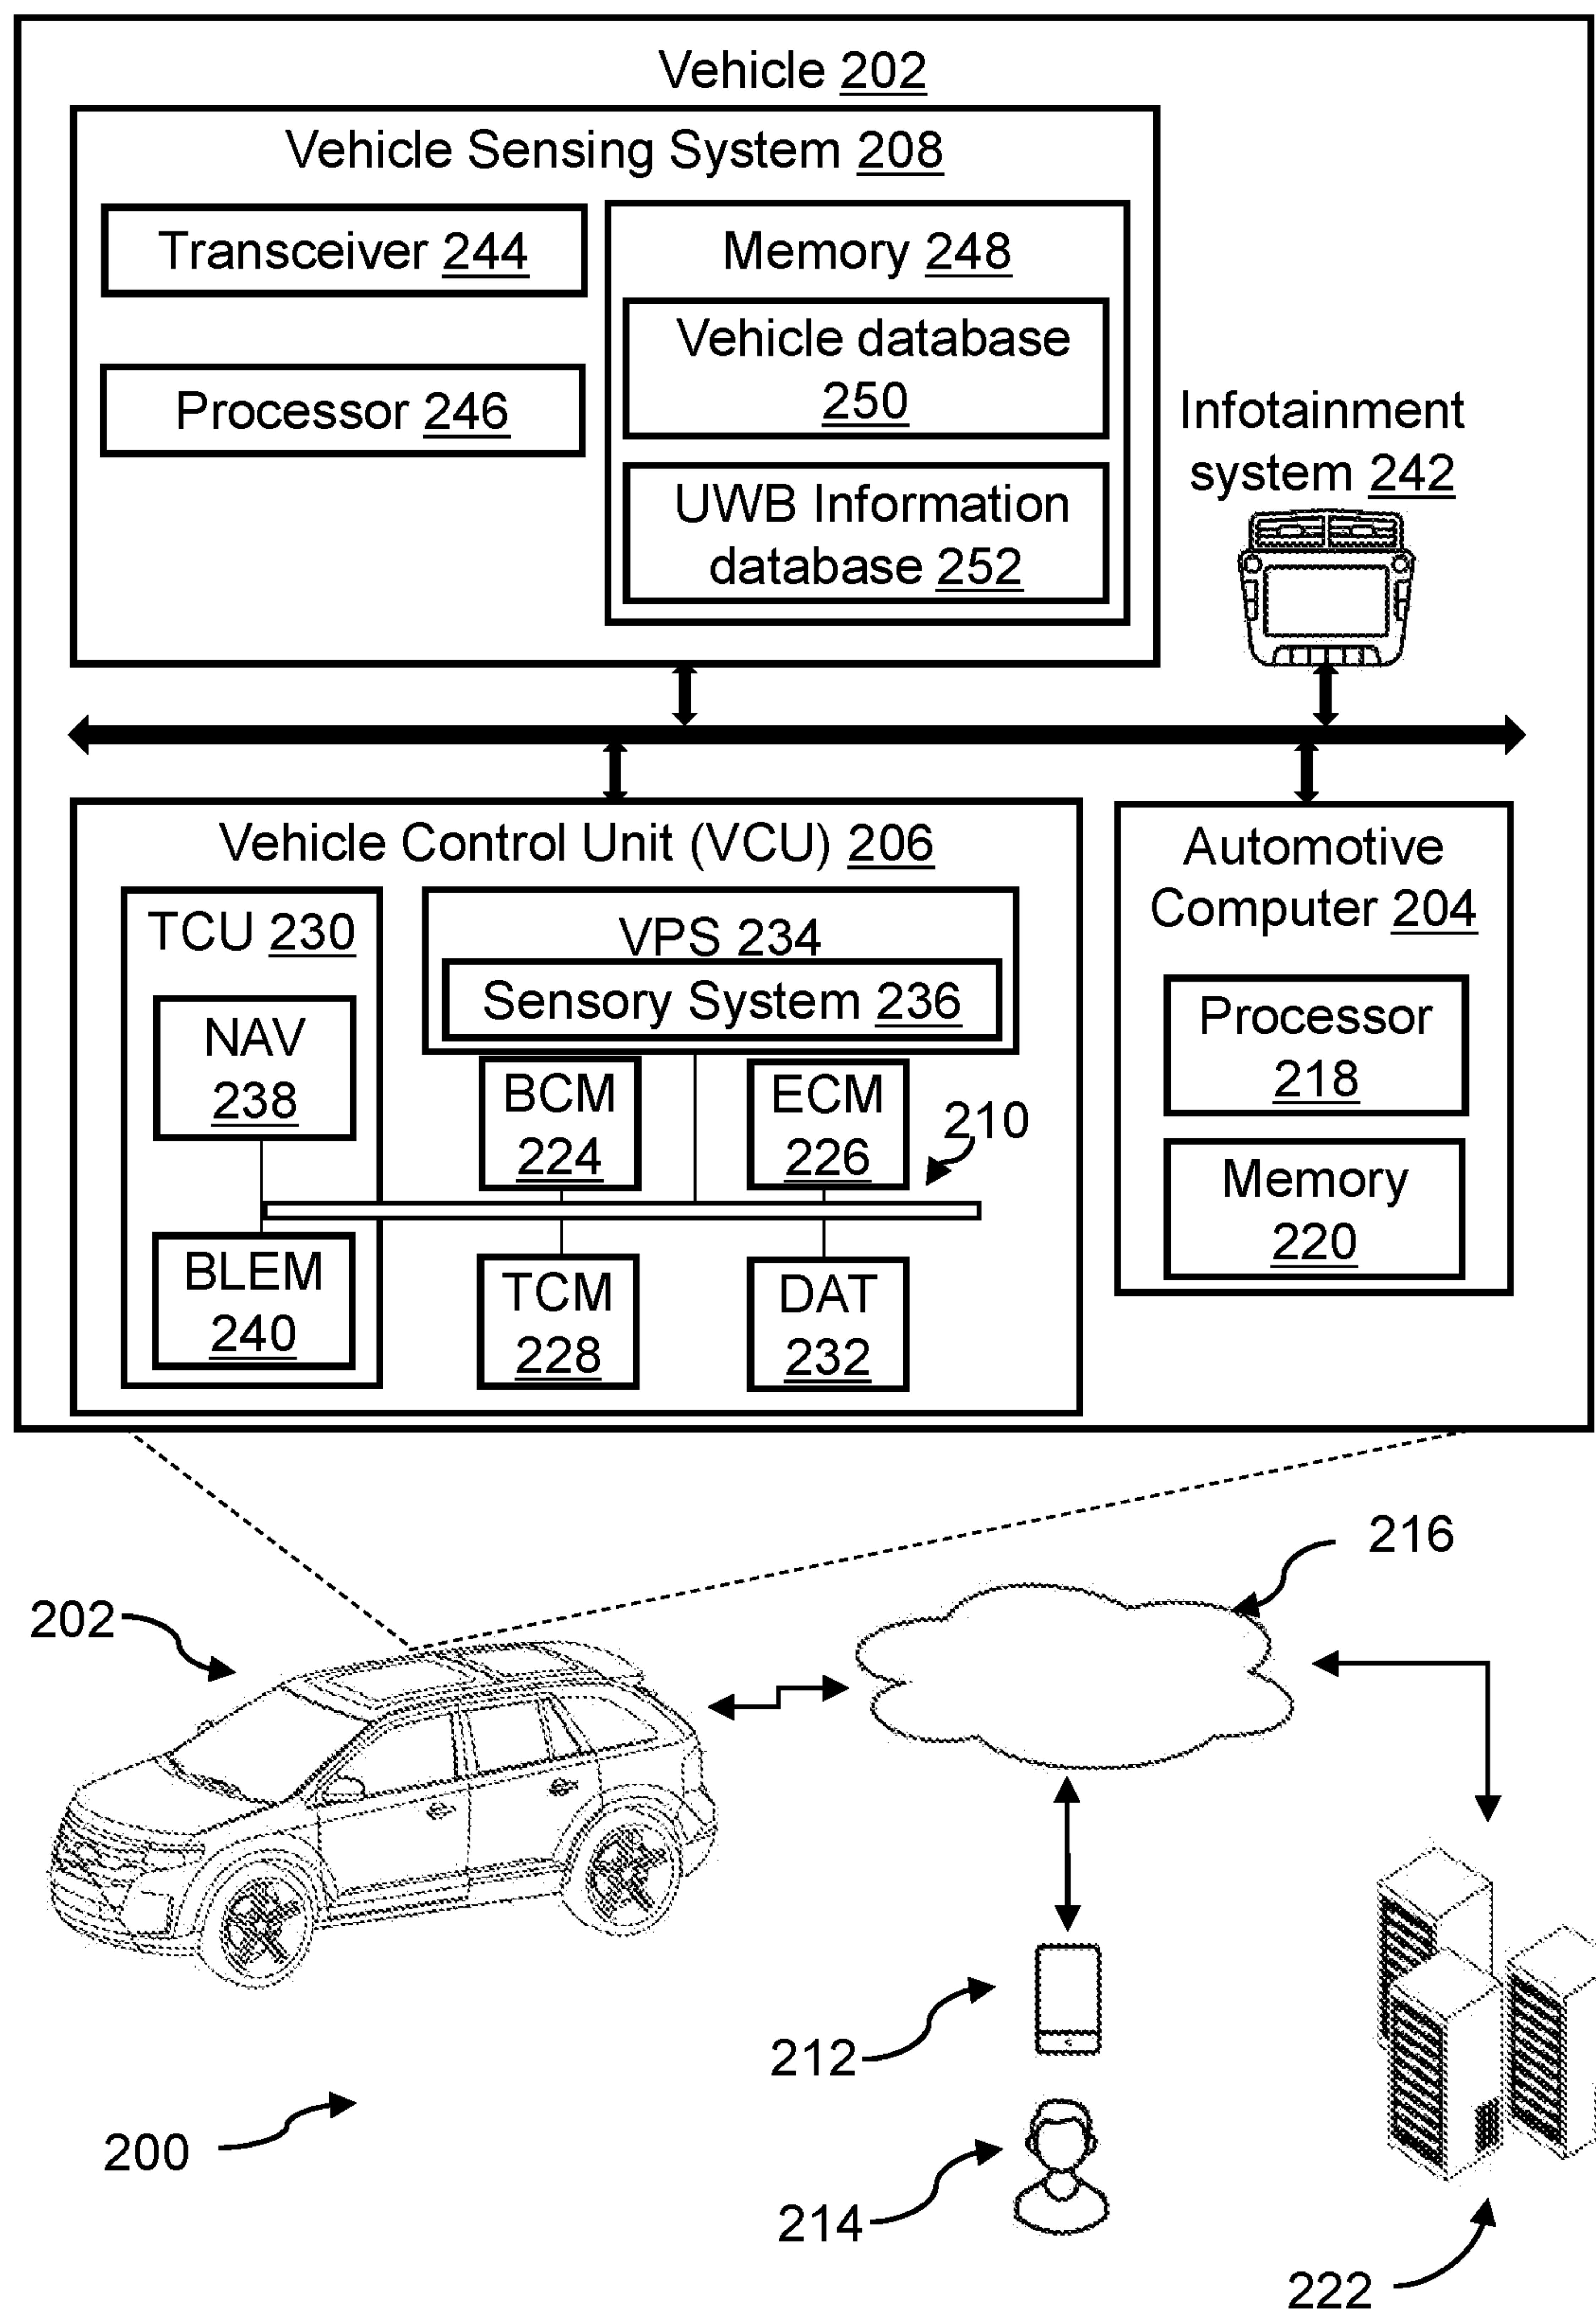 Vehicle 202
Vehicle Sensing System 208
Transceiver 244
Processor 246
Memory 248
Vehicle database
250
UWB Information
database 252
Infotainment
system 242
Vehicle Control Unit (VCU) 206
TCU 230
NAV
238
BLEM
240
VPS 234
Sensory System 236
BCM
224
ECM
226
210
TCM
228
DAT
232
Automotive
Computer 204
Processor
218
Memory
220
216
202
212
200
214
222